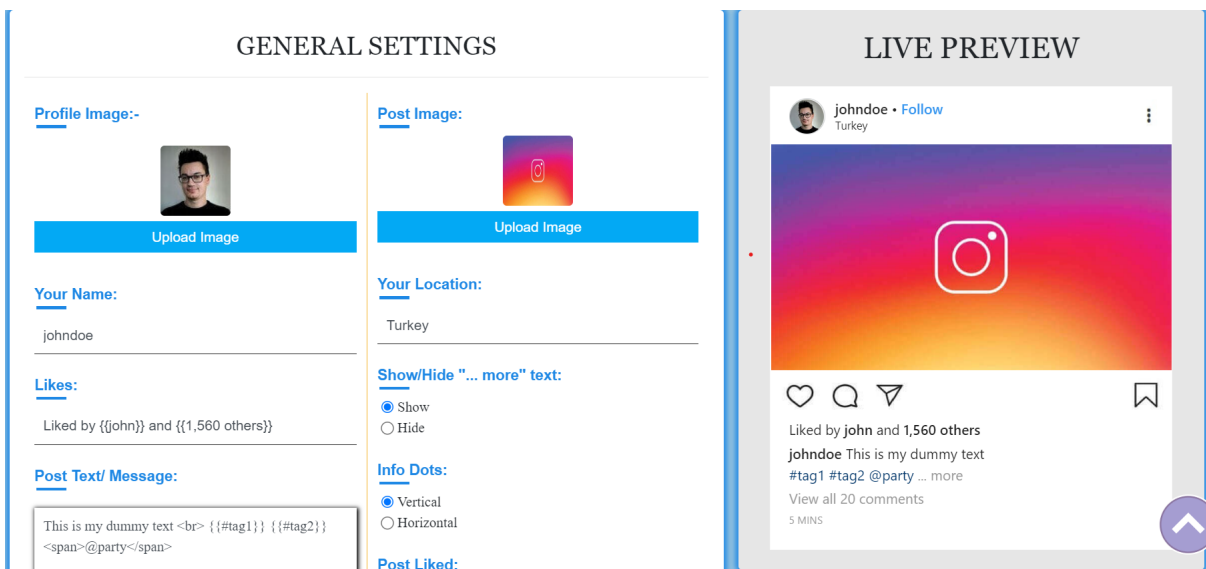 GENERAL SETTINGS
Profile Image:-
Upload Image
Your Name:
johndoe
Likes:
Liked by {{john}} and {{1,560 others}}
Post Text/ Message:
This is my dummy text <br> {{#tag1}} {{#tag2}}
<span>@party</span>
Post Image:
Upload Image
Your Location:
Turkey
Show/Hide "... more" text:
Show
Hide
Info Dots:
Vertical
Horizontal
Post Liked:
LIVE PREVIEW
johndoe • Follow
Turkey
Liked by john and 1,560 others
johndoe This is my dummy text
#tag1 #tag2 @party ... more
View all 20 comments
5 MINS